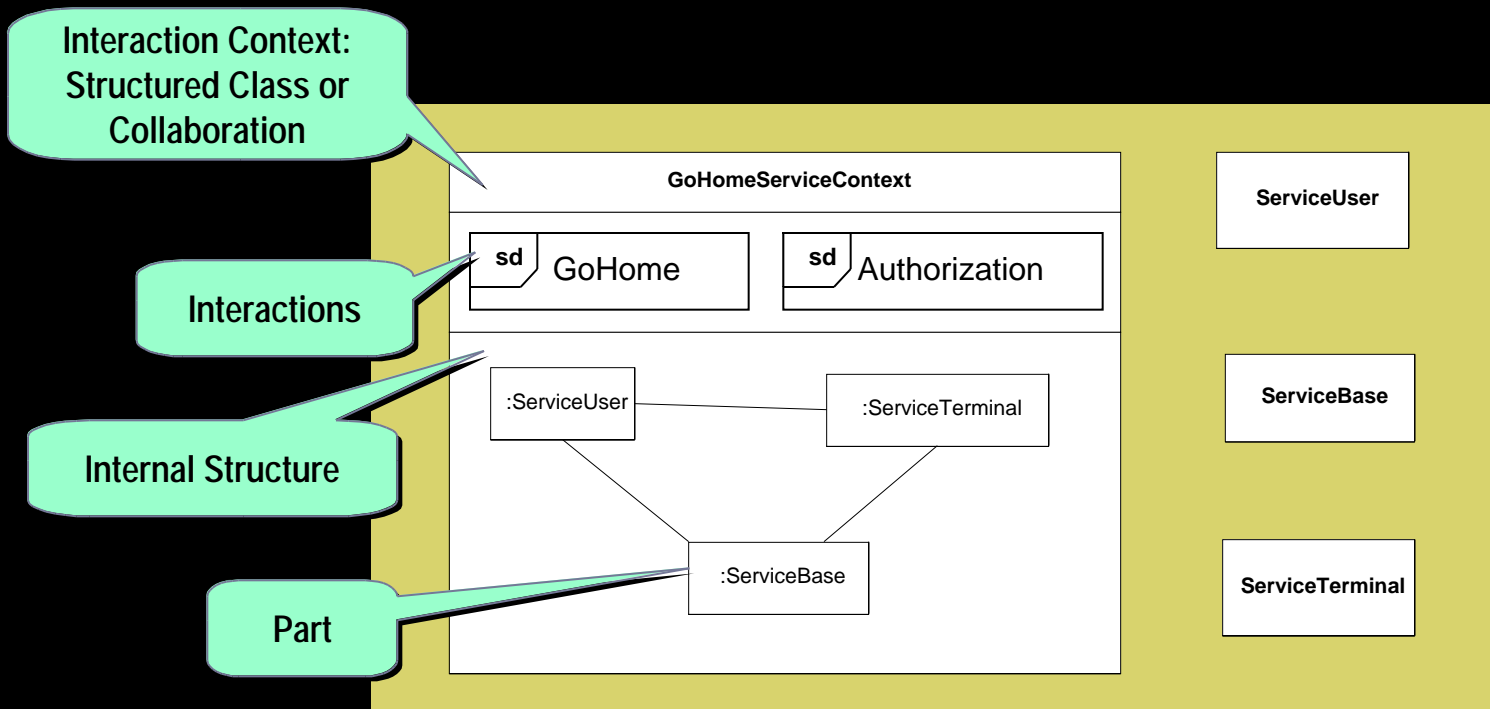 Interaction Context:
Structured Class or
Collaboration
GoHomeServiceContext
ServiceUser
sd
GoHome
sd
Authorization
Interactions
:ServiceUser
:ServiceTerminal
ServiceBase
Internal Structure
:ServiceBase
ServiceTerminal
Part